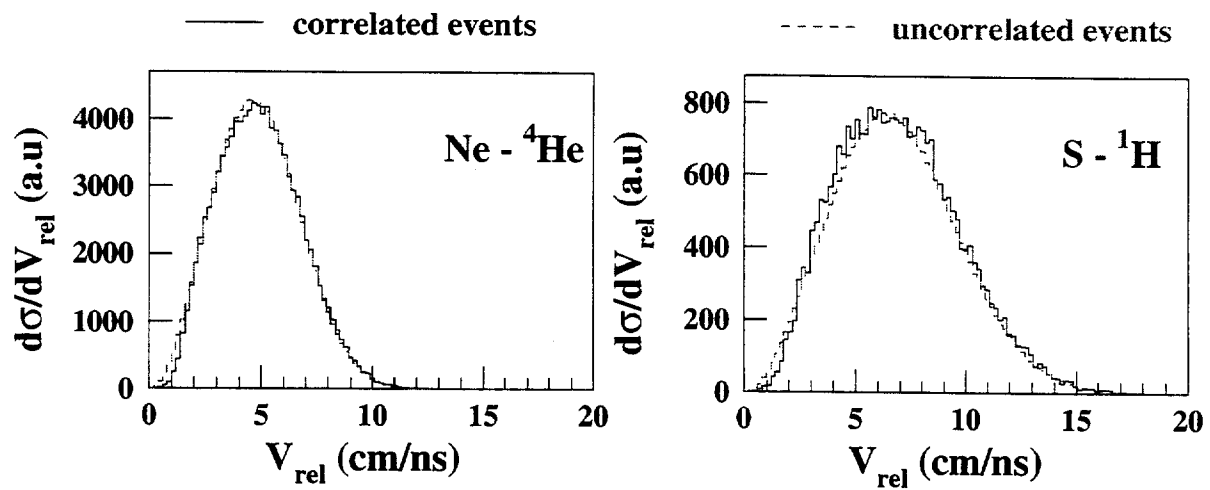 correlated events
uncorrelated events
dσ/dV_rel (a.u)
4000
3000
2000
1000
0
Ne - ⁴He
0 5 10 15 20
V_rel (cm/ns)
dσ/dV_rel (a.u)
800
600
400
200
0
S - ¹H
0 5 10 15 20
V_rel (cm/ns)